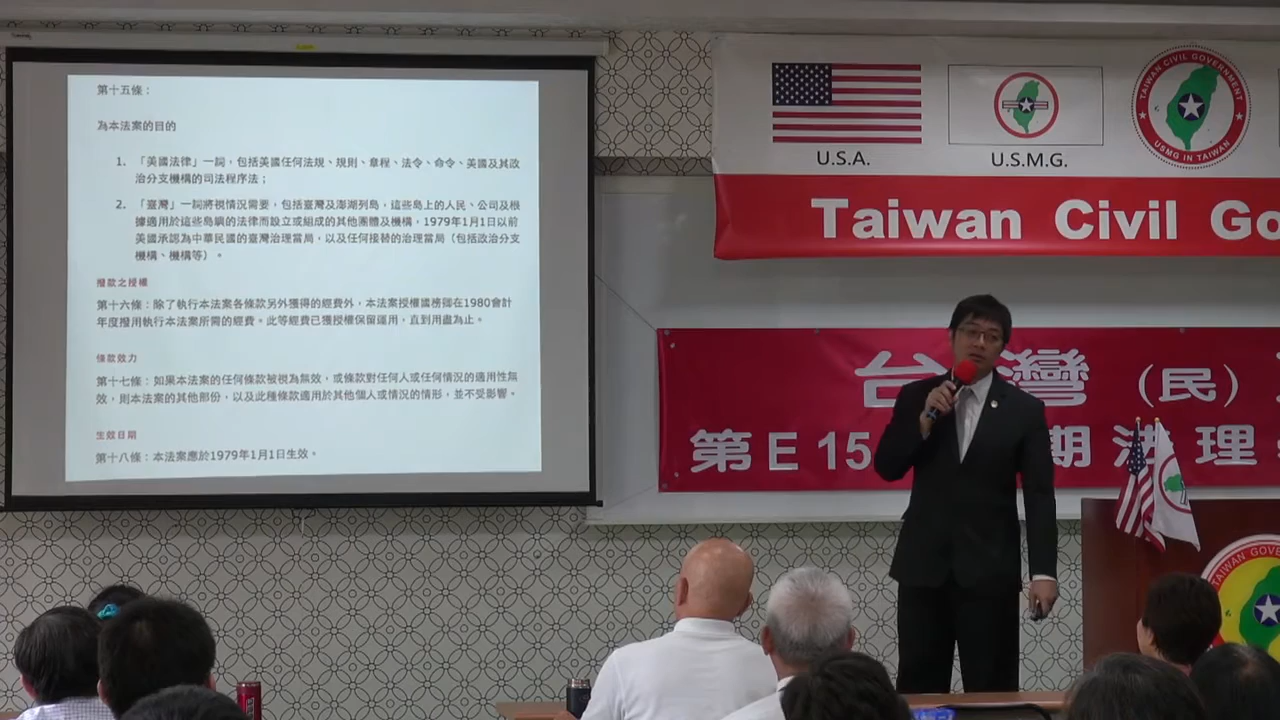 第十五條：
為本法案的目的
1. 「美國法律」一詞，包括美國任何法規、規則、章程、法令、命令、美國及其政
治分支機構的司法程序法；
2. 「臺灣」一詞將視情況需要，包括臺灣及澎湖列島，這些島上的人民、公司及根
據適用於這些島嶼的法律而設立或組成的其他團體及機構，1979年1月1日以前
美國承認為中華民國的臺灣治理當局，以及任何接替的治理當局（包括政治分支
機構、機構等）。
撥款之授權
第十六條：除了執行本法案各條款另外獲得的經費外，本法案授權國務卿在1980會計
年度撥用執行本法案所需的經費。此等經費已獲授權保留運用，直到用盡為止。
條款效力
第十七條：如果本法案的任何條款被視為無效，或條款對任何人或任何情況的適用性無
效，則本法案的其他部份，以及此種條款適用於其他個人或情況的情形，並不受影響。
生效日期
第十八條：本法案應於1979年1月1日生效。
U.S.A.
U.S.M.G.
TAIWAN CIVIL GOVERNMENT
USMG IN TAIWAN
Taiwan Civil Go
台灣（民）
第E15 期 法理
TAIWAN GOVE